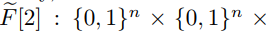 F̃[2] : {0, 1}ⁿ × {0, 1}ⁿ ×